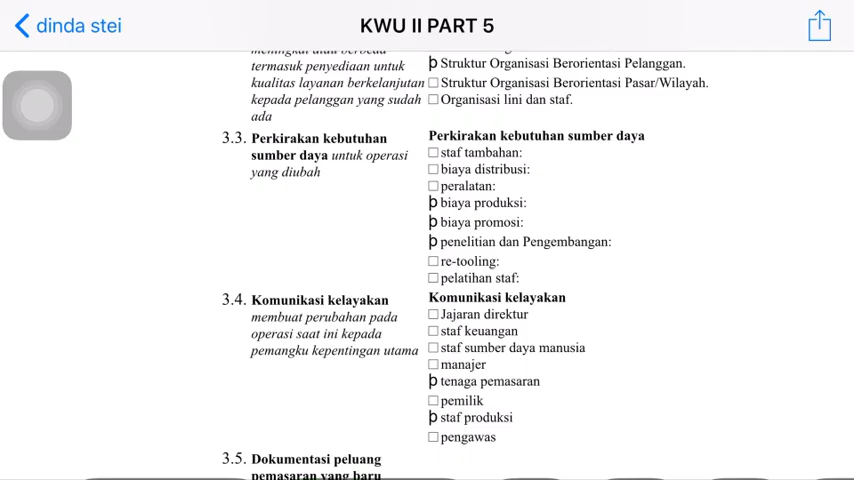 dinda stei
KWU II PART 5
termasuk penyediaan untuk
kualitas layanan berkelanjutan
kepada pelanggan yang sudah
ada
þ Struktur Organisasi Berorientasi Pelanggan.
□ Struktur Organisasi Berorientasi Pasar/Wilayah.
□ Organisasi lini dan staf.
3.3. Perkirakan kebutuhan
sumber daya untuk operasi
yang diubah
Perkirakan kebutuhan sumber daya
□ staf tambahan:
□ biaya distribusi:
□ peralatan:
þ biaya produksi:
þ biaya promosi:
þ penelitian dan Pengembangan:
□ re-tooling:
□ pelatihan staf:
3.4. Komunikasi kelayakan
membuat perubahan pada
operasi saat ini kepada
pemangku kepentingan utama
Komunikasi kelayakan
□ Jajaran direktur
□ staf keuangan
□ staf sumber daya manusia
□ manajer
þ tenaga pemasaran
□ pemilik
þ staf produksi
□ pengawas
3.5. Dokumentasi peluang
pemasaran yang baru